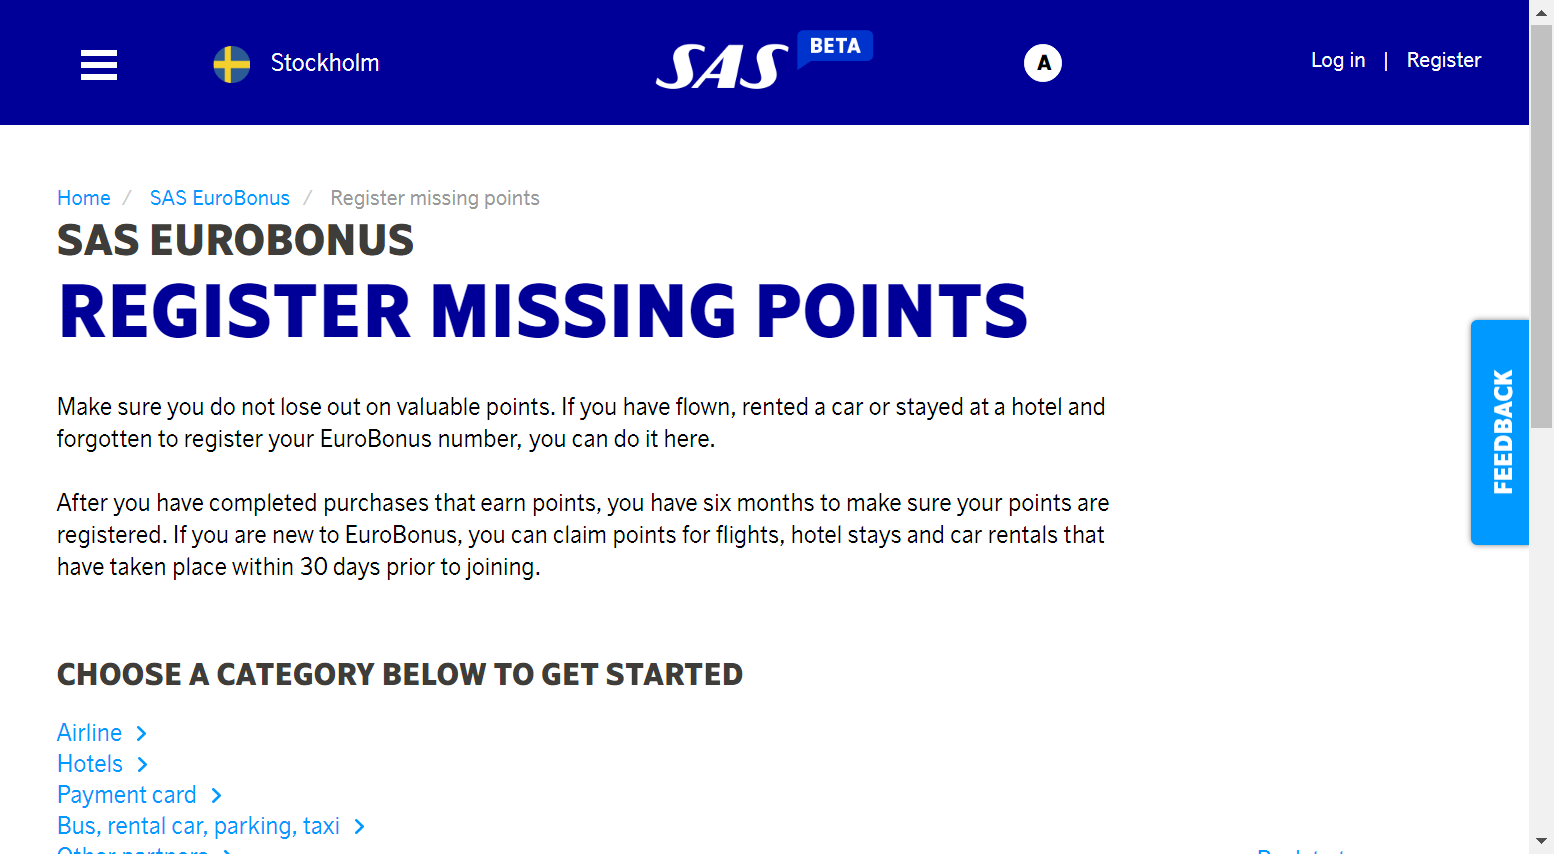 Stockholm
SAS BETA
A
Log in | Register
Home / SAS EuroBonus / Register missing points
SAS EUROBONUS
REGISTER MISSING POINTS
Make sure you do not lose out on valuable points. If you have flown, rented a car or stayed at a hotel and
forgotten to register your EuroBonus number, you can do it here.
FEEDBACK
After you have completed purchases that earn points, you have six months to make sure your points are
registered. If you are new to EuroBonus, you can claim points for flights, hotel stays and car rentals that
have taken place within 30 days prior to joining.
CHOOSE A CATEGORY BELOW TO GET STARTED
Airline
Hotels
Payment card
Bus, rental car, parking, taxi
Other partners